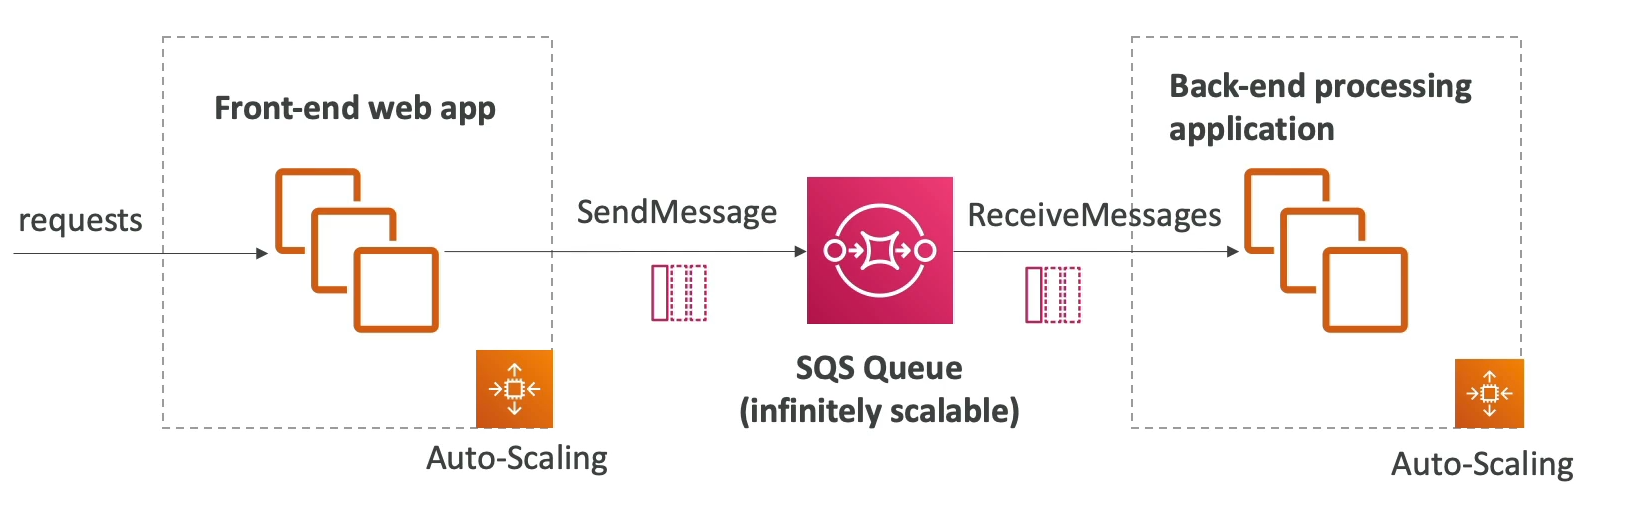 Front-end web app
Back-end processing
application
requests
SendMessage
ReceiveMessages
SQS Queue
(infinitely scalable)
Auto-Scaling
Auto-Scaling